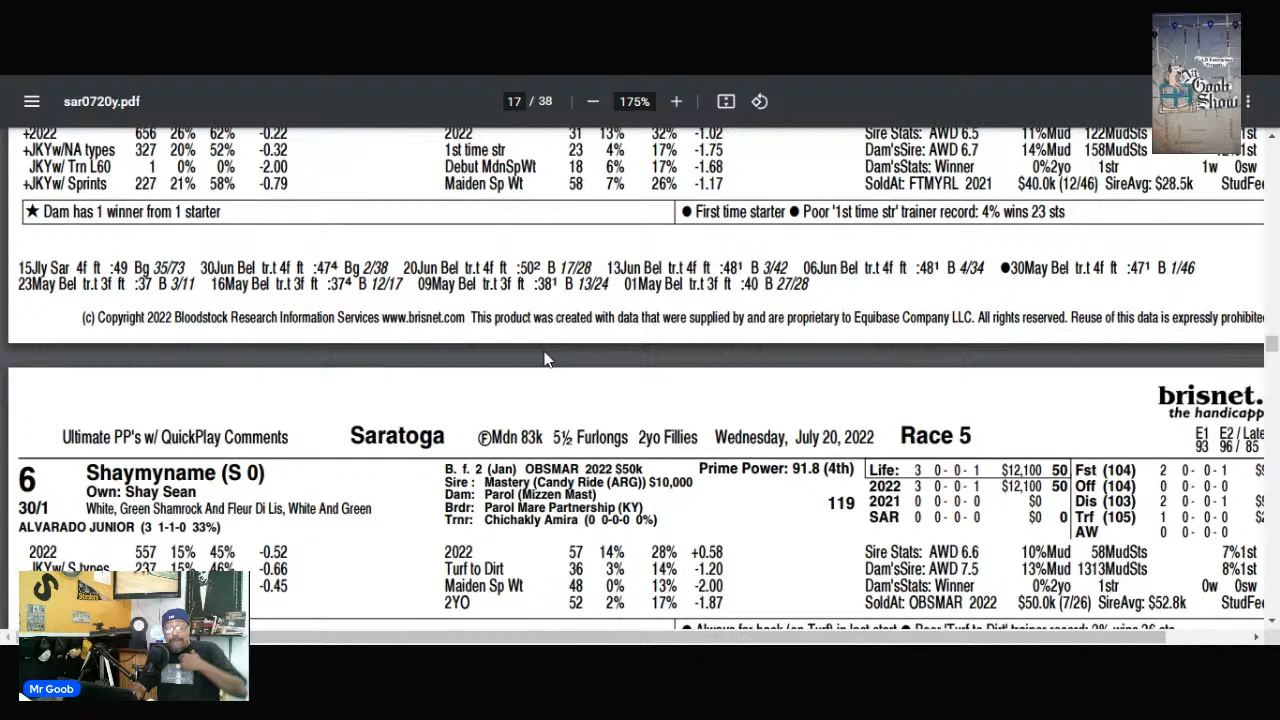 sar0720y.pdf
17 / 38
175%
+2022 656 26% 62% -0.22 2022 31 13% 32% -1.02 Sire Stats: AWD 6.5 11%Mud 122MudSts
+JKYw/NA types 327 20% 52% -0.32 1st time str 23 4% 17% -1.75 Dam'sSire: AWD 6.7 14%Mud 158MudSts
JKYw/ Trn L60 1 0% 0% -2.00 Debut MdnSpWt 18 6% 17% -1.68 Dam'sStats: Winner 0%2yo 1str 1w 0sw
+JKYw/ Sprints 227 21% 58% -0.79 Maiden Sp Wt 58 7% 26% -1.17 SoldAt: FTMYRL 2021 $40.0k (12/46) SireAvg: $28.5k StudFee
★ Dam has 1 winner from 1 starter ● First time starter ● Poor '1st time str' trainer record: 4% wins 23 sts
15Jly Sar 4f ft :49 Bg 35/73 30Jun Bel tr.t 4f ft :47⁴ Bg 2/38 20Jun Bel tr.t 4f ft :50² B 17/28 13Jun Bel tr.t 4f ft :48¹ B 3/42 06Jun Bel tr.t 4f ft :48¹ B 4/34 ●30May Bel tr.t 4f ft :47¹ B 1/46
23May Bel tr.t 3f ft :37 B 3/11 16May Bel tr.t 3f ft :37⁴ B 12/17 09May Bel tr.t 3f ft :38¹ B 13/24 01May Bel tr.t 3f ft :40 B 27/28
(c) Copyright 2022 Bloodstock Research Information Services www.brisnet.com This product was created with data that were supplied by and are proprietary to Equibase Company LLC. All rights reserved. Reuse of this data is expressly prohibite
brisnet.
the handicapp
Ultimate PP's w/ QuickPlay Comments Saratoga ⒻMdn 83k 5½ Furlongs 2yo Fillies Wednesday, July 20, 2022 Race 5
E1 E2 / Late
93 96 / 85
6 Shaymyname (S 0)
Own: Shay Sean
30/1 White, Green Shamrock And Fleur Di Lis, White And Green
ALVARADO JUNIOR (3 1-1-0 33%)
B. f. 2 (Jan) OBSMAR 2022 $50k
Sire : Mastery (Candy Ride (ARG)) $10,000
Dam: Parol (Mizzen Mast)
Brdr: Parol Mare Partnership (KY)
Trnr: Chichakly Amira (0 0-0-0 0%)
Prime Power: 91.8 (4th)
119
Life: 3 0 - 0 - 1 $12,100 50 Fst (104) 2 0 - 0 - 1
2022 3 0 - 0 - 1 $12,100 50 Off (104) 0 0 - 0 - 0
2021 0 0 - 0 - 0 $0 Dis (103) 2 0 - 0 - 1
SAR 0 0 - 0 - 0 $0 0 Trf (105) 1 0 - 0 - 0
AW 0 0 - 0 - 0
2022 557 15% 45% -0.52 2022 57 14% 28% +0.58 Sire Stats: AWD 6.6 10%Mud 58MudSts 7%1st
JKYw/ S types 237 15% 46% -0.66 Turf to Dirt 36 3% 14% -1.20 Dam'sSire: AWD 7.5 13%Mud 1313MudSts 8%1st
-0.45 Maiden Sp Wt 48 0% 13% -2.00 Dam'sStats: Winner 0%2yo 1str 0w 0sw
2YO 52 2% 17% -1.87 SoldAt: OBSMAR 2022 $50.0k (7/26) SireAvg: $52.8k StudFee
Mr Goob